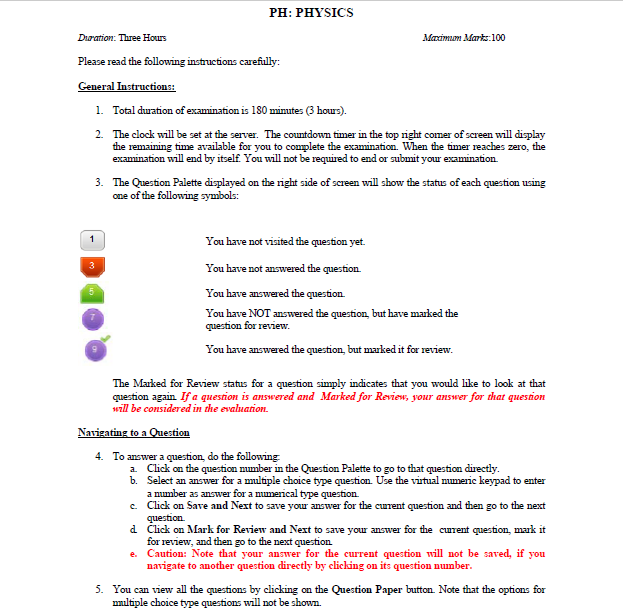 PH: PHYSICS
Duration: Three Hours Maximum Marks:100
Please read the following instructions carefully:
General Instructions:
1. Total duration of examination is 180 minutes (3 hours).
2. The clock will be set at the server. The countdown timer in the top right corner of screen will display
the remaining time available for you to complete the examination. When the timer reaches zero, the
examination will end by itself. You will not be required to end or submit your examination.
3. The Question Palette displayed on the right side of screen will show the status of each question using
one of the following symbols:
1 You have not visited the question yet.
3 You have not answered the question.
5 You have answered the question.
7 You have NOT answered the question, but have marked the
question for review.
9 You have answered the question, but marked it for review.
The Marked for Review status for a question simply indicates that you would like to look at that
question again. If a question is answered and Marked for Review, your answer for that question
will be considered in the evaluation.
Navigating to a Question
4. To answer a question, do the following:
a. Click on the question number in the Question Palette to go to that question directly.
b. Select an answer for a multiple choice type question. Use the virtual numeric keypad to enter
a number as answer for a numerical type question.
c. Click on Save and Next to save your answer for the current question and then go to the next
question.
d. Click on Mark for Review and Next to save your answer for the current question, mark it
for review, and then go to the next question.
e. Caution: Note that your answer for the current question will not be saved, if you
navigate to another question directly by clicking on its question number.
5. You can view all the questions by clicking on the Question Paper button. Note that the options for
multiple choice type questions will not be shown.